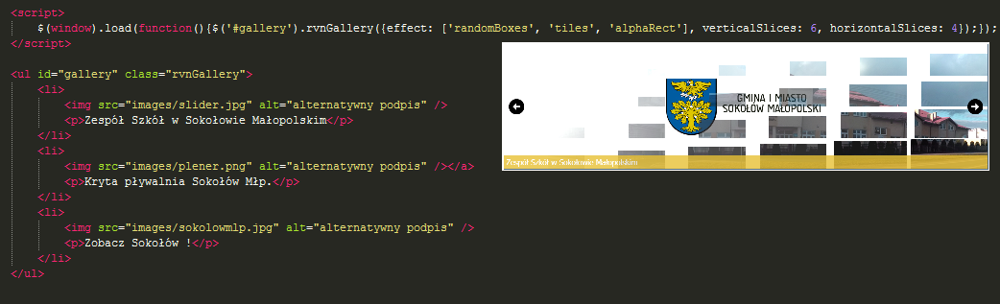 <script>
$(window).load(function(){$('#gallery').rvnGallery({effect: ['randomBoxes', 'tiles', 'alphaRect'], verticalSlices: 6, horizontalSlices: 4});});
</script>
<ul id="gallery" class="rvnGallery">
<li>
<img src="images/slider.jpg" alt="alternatywny podpis" />
<p>Zespół Szkół w Sokołowie Małopolskim</p>
</li>
<li>
<img src="images/plener.png" alt="alternatywny podpis" /></a>
<p>Kryta pływalnia Sokołów Młp.</p>
</li>
<li>
<img src="images/sokolowmlp.jpg" alt="alternatywny podpis" />
<p>Zobacz Sokołów !</p>
</li>
</ul>
GMINA I MIASTO
SOKOŁÓW MAŁOPOLSKI
Zespół Szkół w Sokołowie Małopolskim